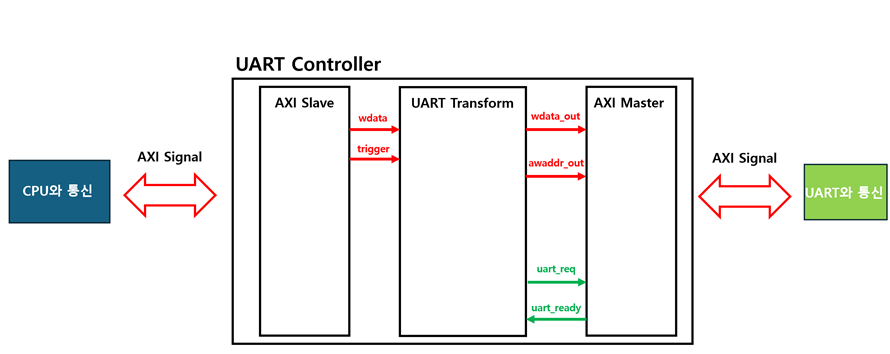 UART Controller
AXI Slave
UART Transform
AXI Master
wdata
wdata_out
trigger
awaddr_out
AXI Signal
AXI Signal
CPU와 통신
UART와 통신
uart_req
uart_ready